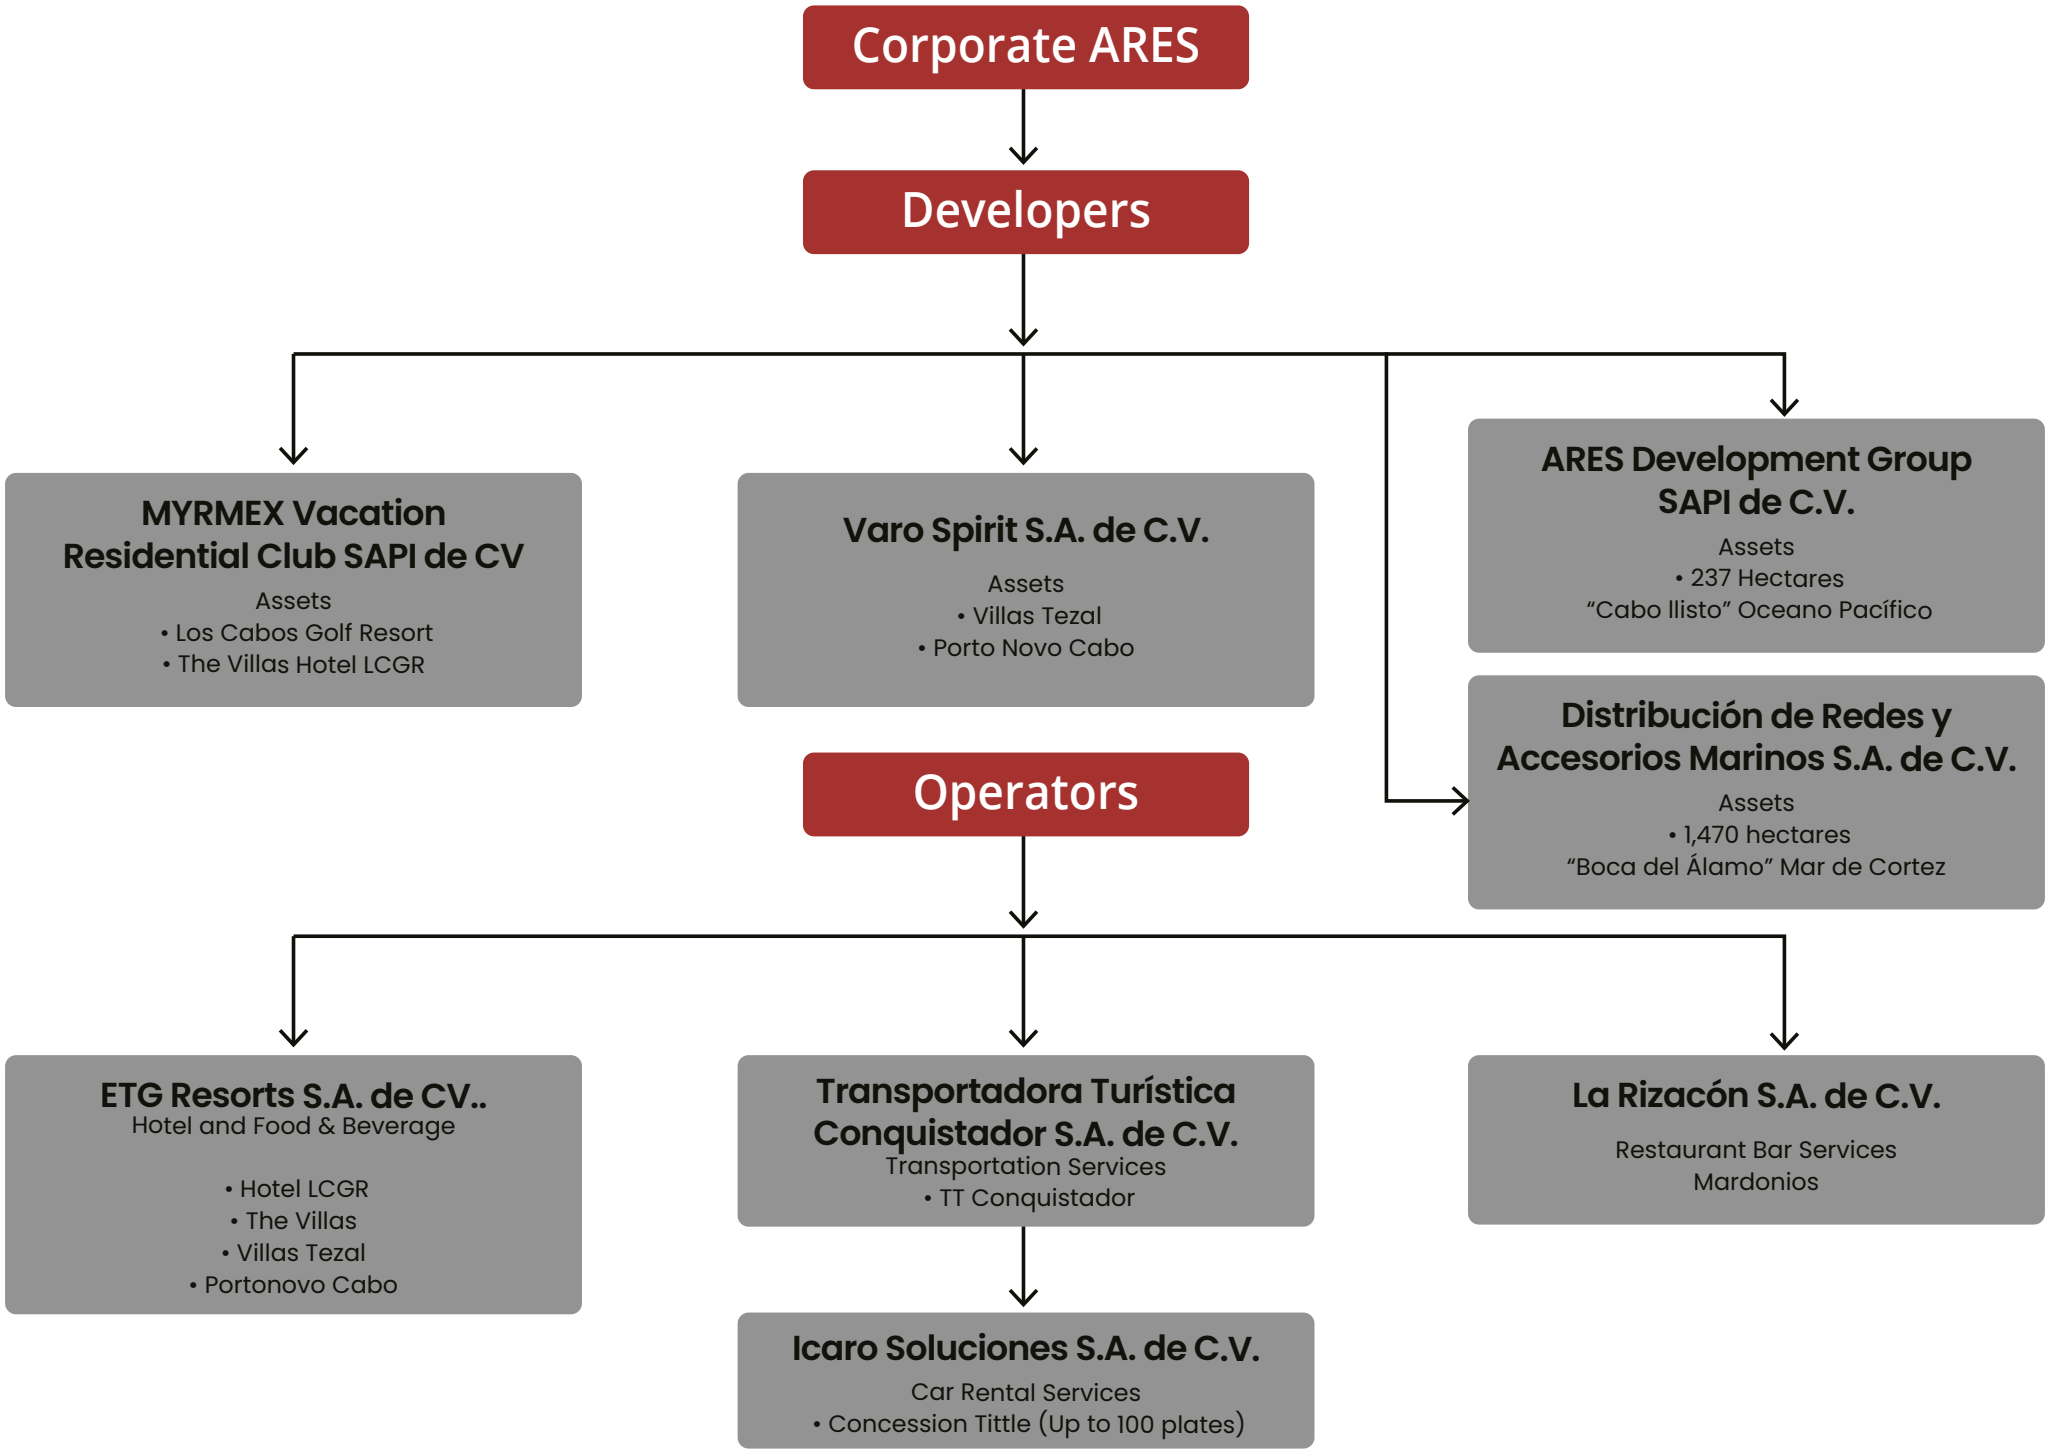 Corporate ARES
Developers
MYRMEX Vacation
Residential Club SAPI de CV
Assets
• Los Cabos Golf Resort
• The Villas Hotel LCGR
Varo Spirit S.A. de C.V.
Assets
• Villas Tezal
• Porto Novo Cabo
ARES Development Group
SAPI de C.V.
Assets
• 237 Hectares
“Cabo llisto” Oceano Pacífico
Distribución de Redes y
Accesorios Marinos S.A. de C.V.
Assets
• 1,470 hectares
“Boca del Álamo” Mar de Cortez
Operators
ETG Resorts S.A. de CV..
Hotel and Food & Beverage
• Hotel LCGR
• The Villas
• Villas Tezal
• Portonovo Cabo
Transportadora Turística
Conquistador S.A. de C.V.
Transportation Services
• TT Conquistador
La Rizacón S.A. de C.V.
Restaurant Bar Services
Mardonios
Icaro Soluciones S.A. de C.V.
Car Rental Services
• Concession Tittle (Up to 100 plates)